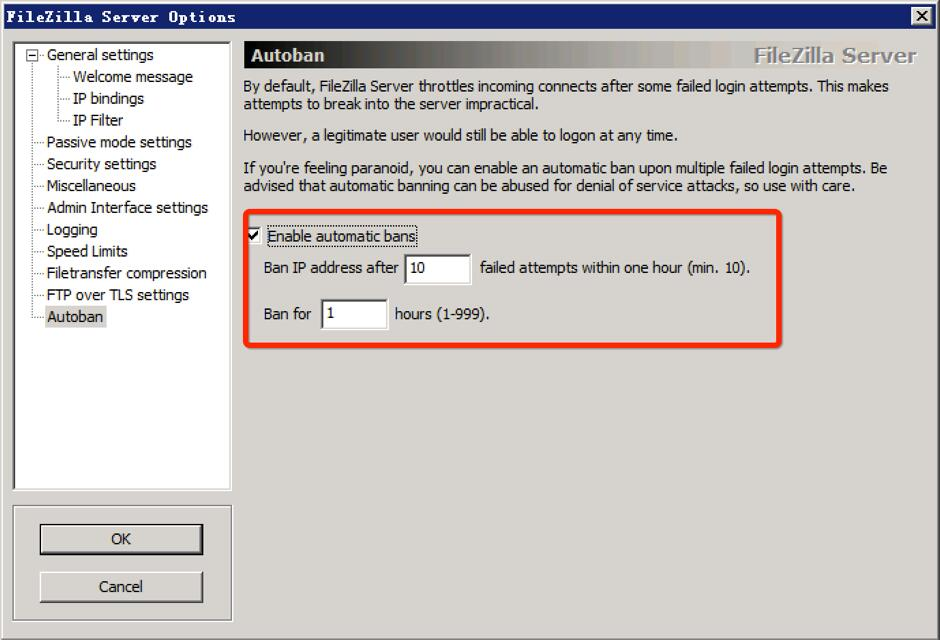 FileZilla Server Options
General settings
Welcome message
IP bindings
IP Filter
Passive mode settings
Security settings
Miscellaneous
Admin Interface settings
Logging
Speed Limits
Filetransfer compression
FTP over TLS settings
Autoban
OK
Cancel
Autoban
FileZilla Server
By default, FileZilla Server throttles incoming connects after some failed login attempts. This makes
attempts to break into the server impractical.
However, a legitimate user would still be able to logon at any time.
If you're feeling paranoid, you can enable an automatic ban upon multiple failed login attempts. Be
advised that automatic banning can be abused for denial of service attacks, so use with care.
Enable automatic bans
Ban IP address after 10 failed attempts within one hour (min. 10).
Ban for 1 hours (1-999).